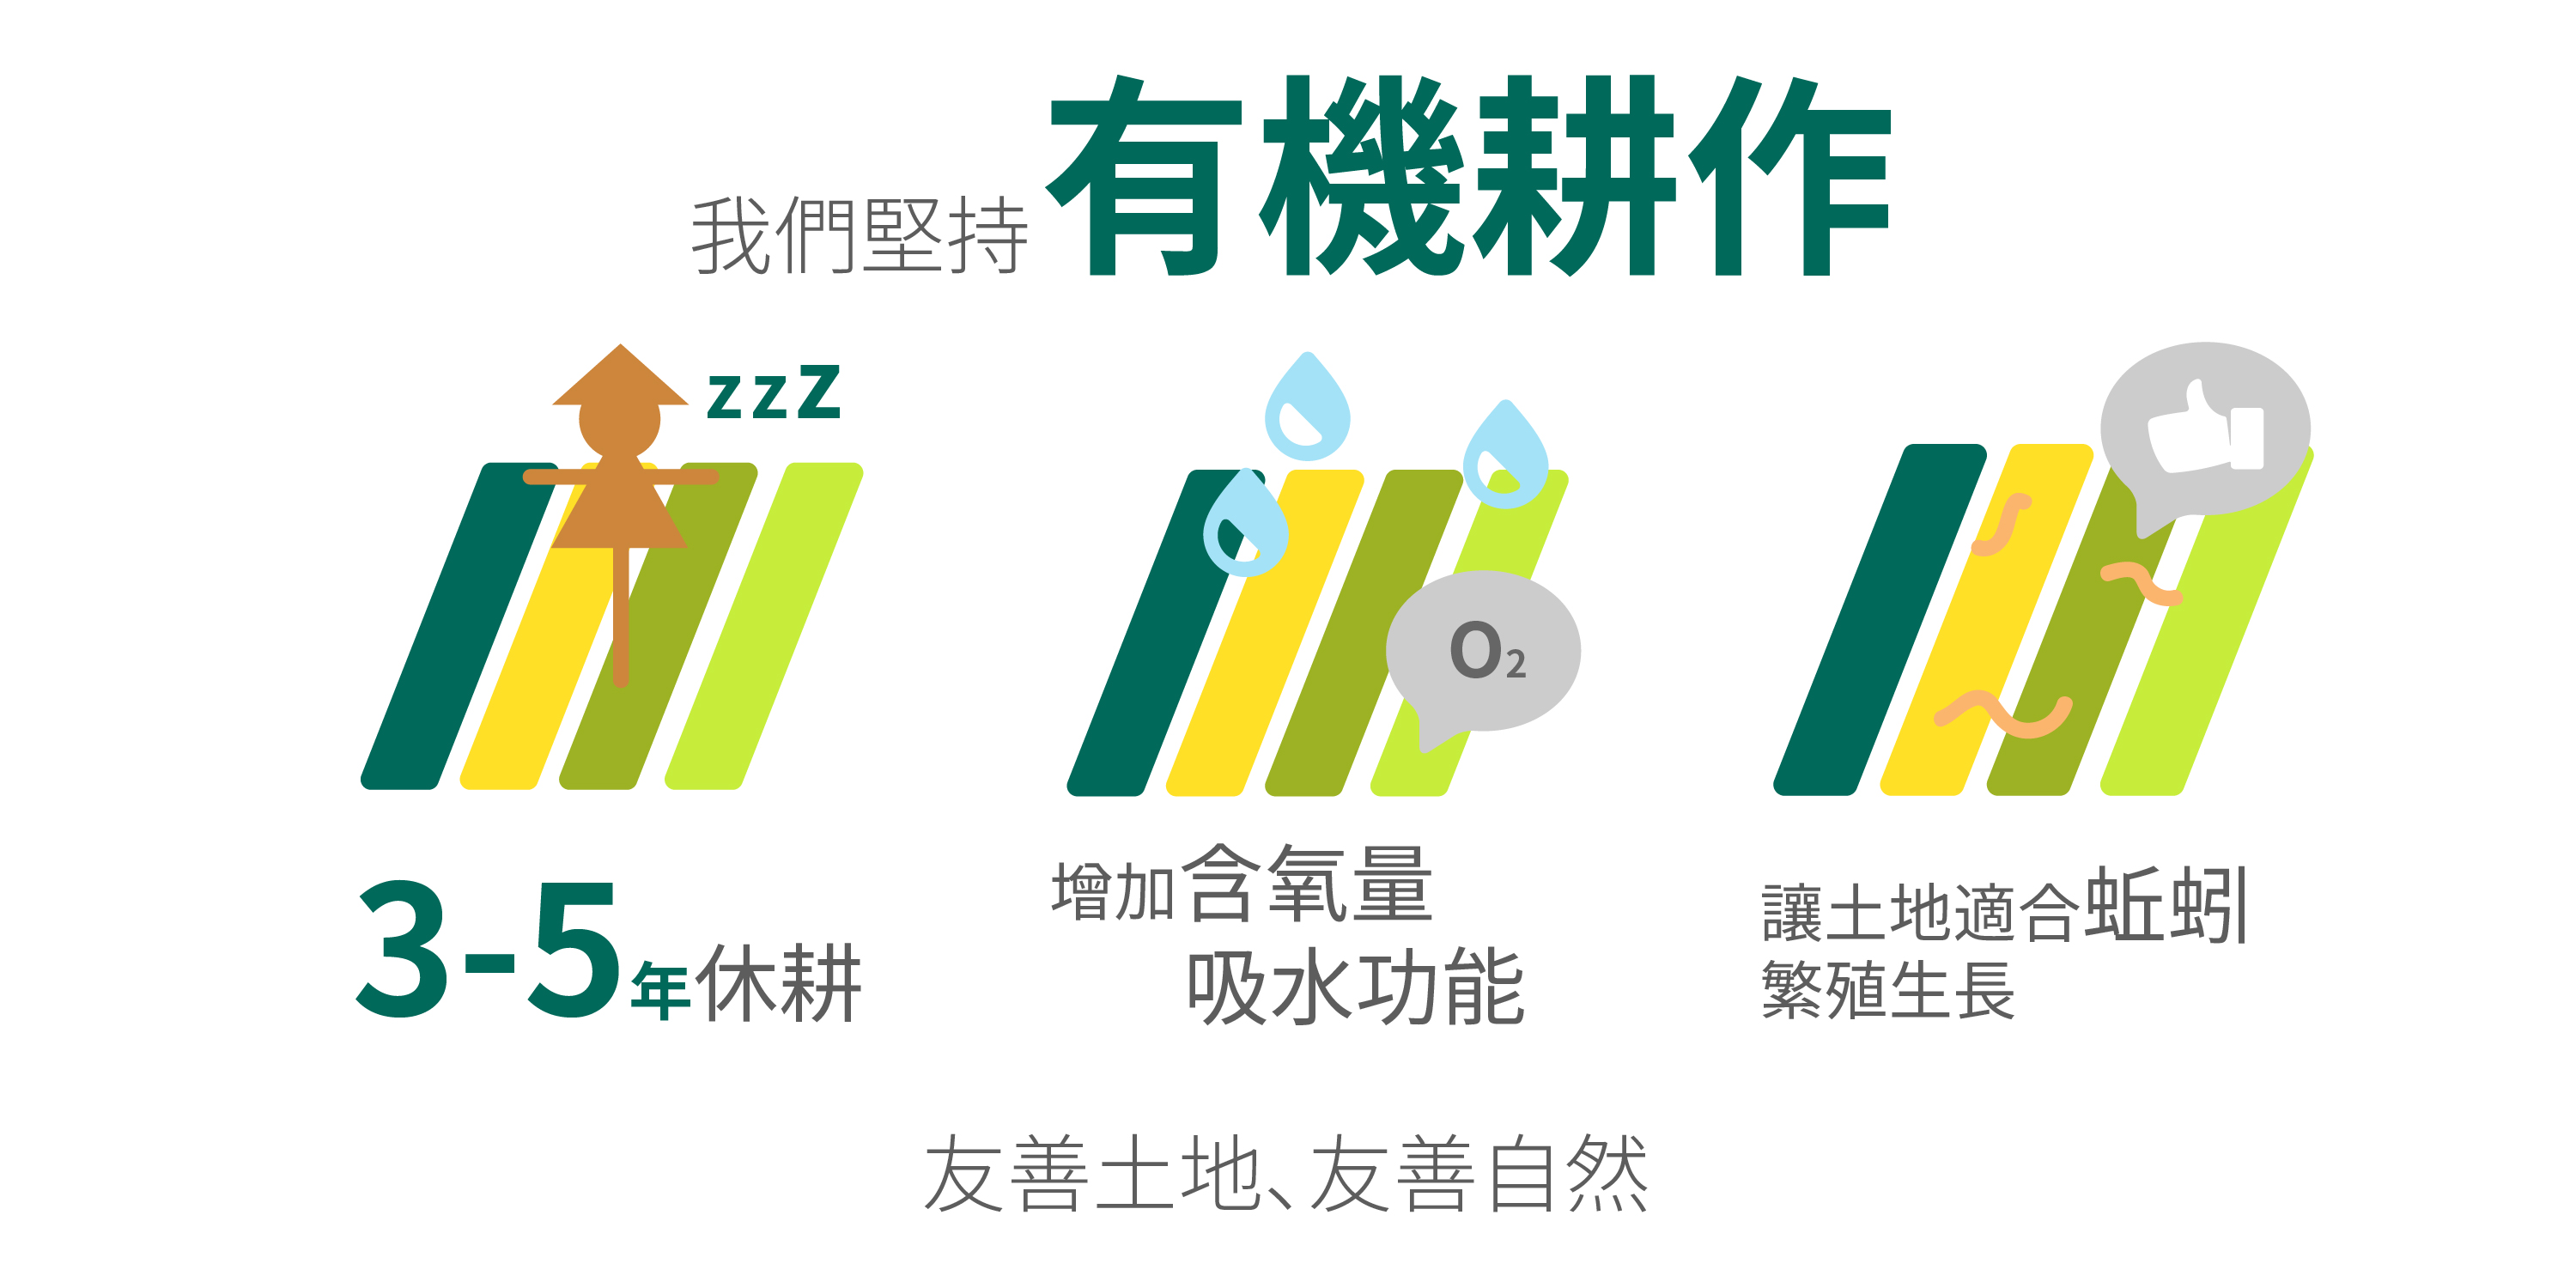 我們堅持有機耕作
zzz
O₂
3-5年休耕
增加含氧量
吸水功能
讓土地適合蚯蚓
繁殖生長
友善土地、友善自然